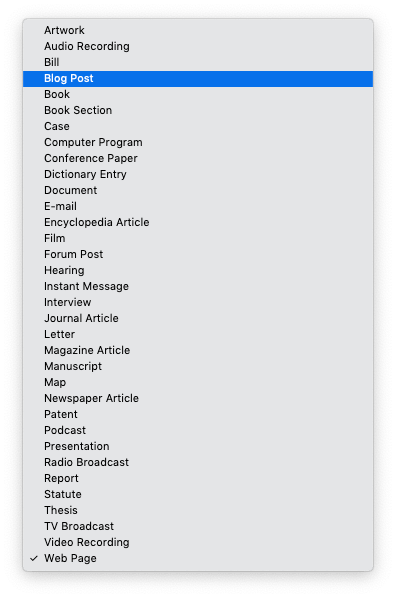 Artwork
Audio Recording
Bill
Blog Post
Book
Book Section
Case
Computer Program
Conference Paper
Dictionary Entry
Document
E-mail
Encyclopedia Article
Film
Forum Post
Hearing
Instant Message
Interview
Journal Article
Letter
Magazine Article
Manuscript
Map
Newspaper Article
Patent
Podcast
Presentation
Radio Broadcast
Report
Statute
Thesis
TV Broadcast
Video Recording
✓ Web Page